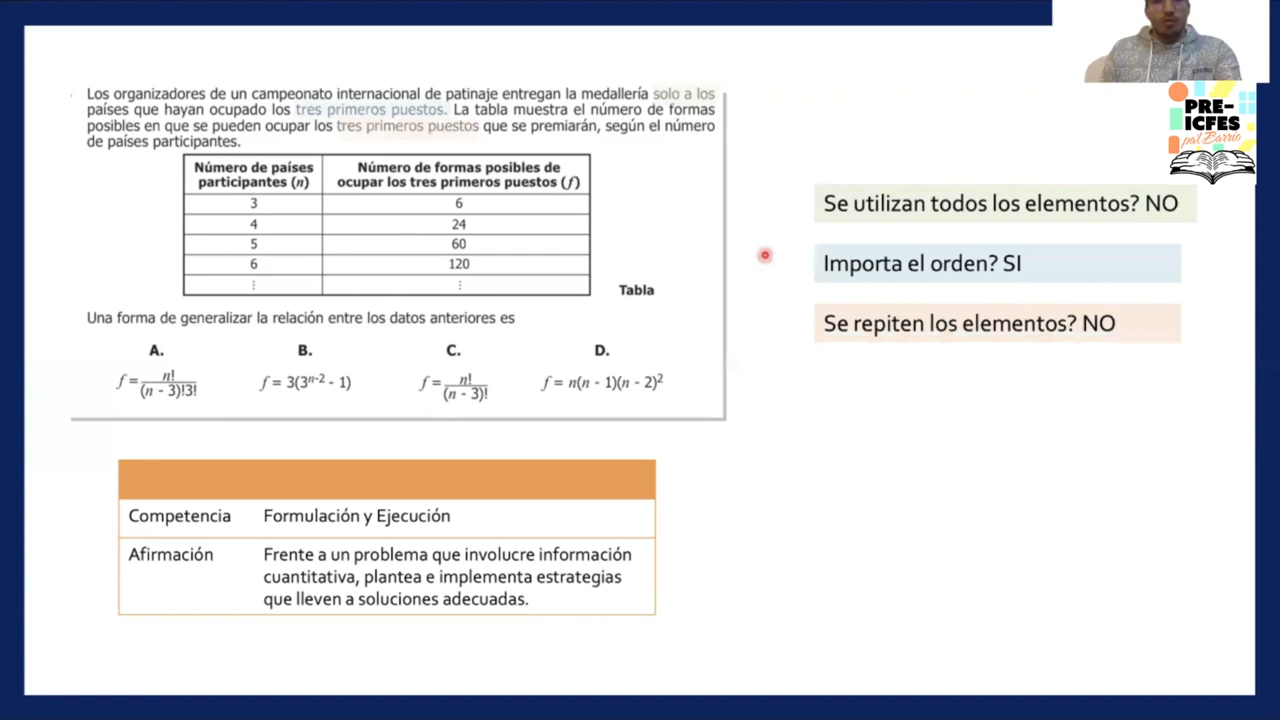 Los organizadores de un campeonato internacional de patinaje entregan la medallería solo a los
países que hayan ocupado los tres primeros puestos. La tabla muestra el número de formas
posibles en que se pueden ocupar los tres primeros puestos que se premiarán, según el número
de países participantes.
Número de países participantes (n) Número de formas posibles de ocupar los tres primeros puestos (f)
3 6
4 24
5 60
6 120
⋮ ⋮
Tabla
Una forma de generalizar la relación entre los datos anteriores es
A. B. C. D.
f = n!/(n - 3)!3! f = 3(3ⁿ⁻² - 1) f = n!/(n - 3)! f = n(n - 1)(n - 2)²
Competencia Formulación y Ejecución
Afirmación Frente a un problema que involucre información
cuantitativa, plantea e implementa estrategias
que lleven a soluciones adecuadas.
PRE-
ICFES
pal Barrio
Se utilizan todos los elementos? NO
Importa el orden? SI
Se repiten los elementos? NO